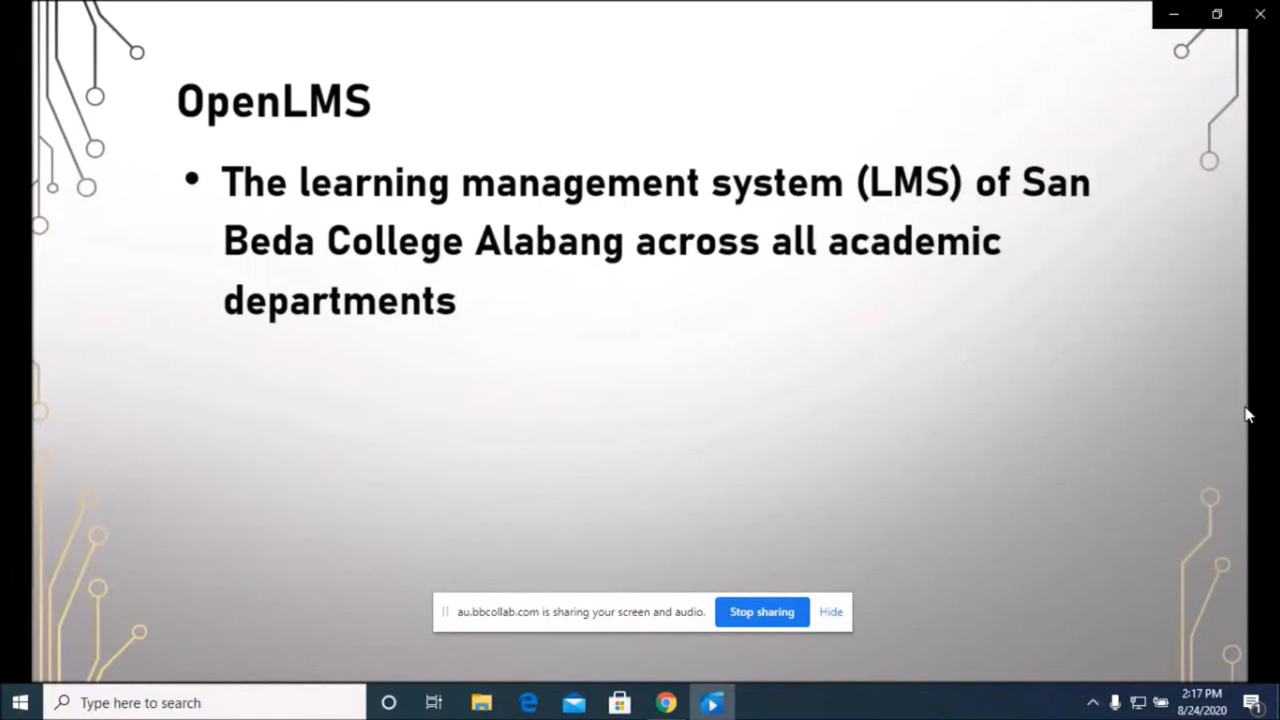 OpenLMS
• The learning management system (LMS) of San
Beda College Alabang across all academic
departments
au.bbcollab.com is sharing your screen and audio. Stop sharing Hide
Type here to search
2:17 PM
8/24/2020
1